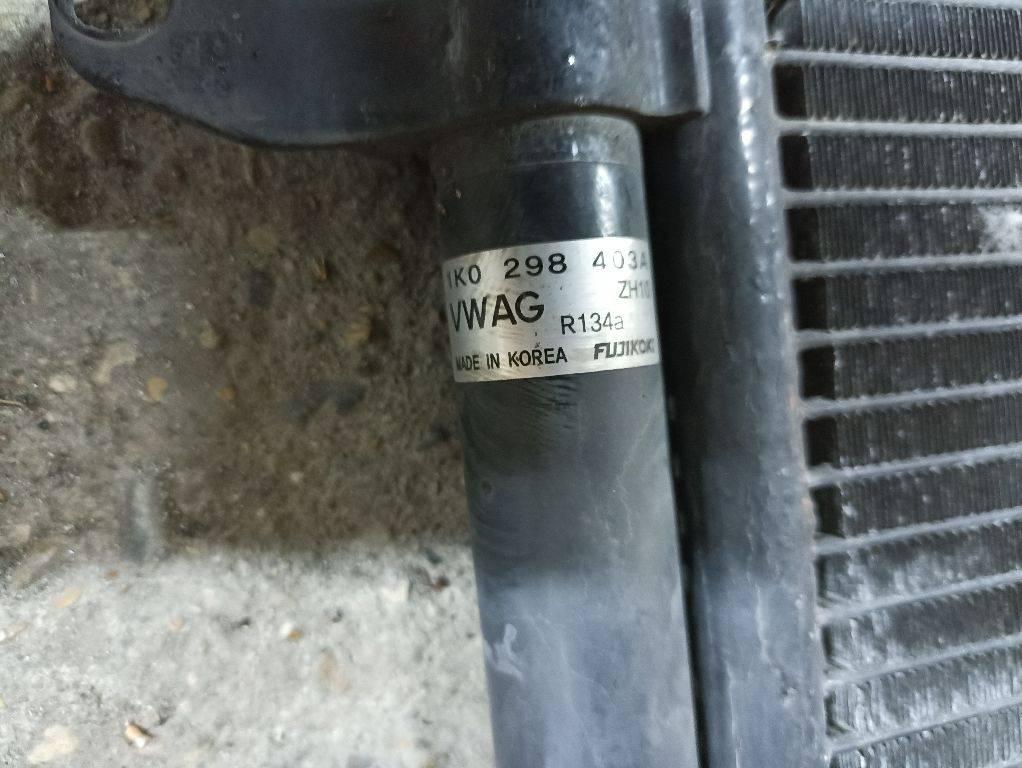 1K0 298 403A
ZH10
VWAG
R134a
MADE IN KOREA FUJIKOKI